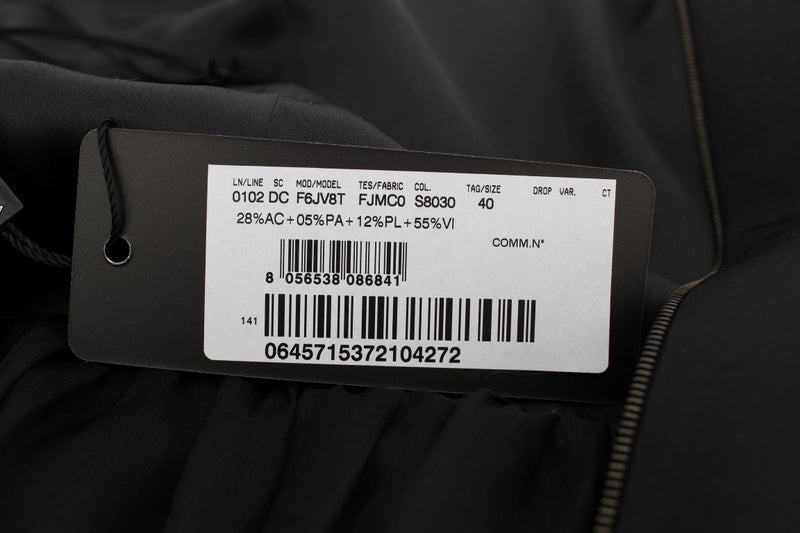 LN/LINE SC MOD/MODEL TES/FABRIC COL. TAG/SIZE DROP VAR. CT
0102 DC F6JV8T FJMC0 S8030 40
28%AC+05%PA+12%PL+55%VI
COMM.N°
8 056538 086841
141
0645715372104272